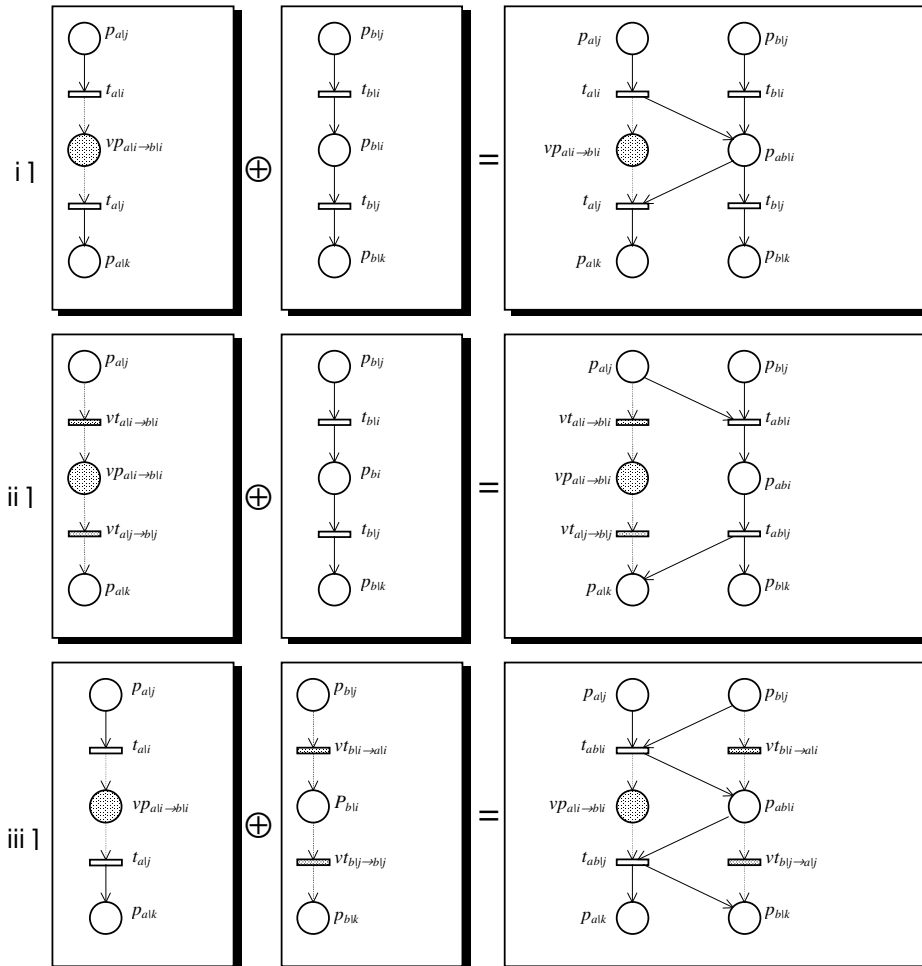 i ⌉
p_{a|j}
t_{a|i}
vp_{a|i→b|i}
t_{a|j}
p_{a|k}
⊕
p_{b|j}
t_{b|i}
p_{b|i}
t_{b|j}
p_{b|k}
=
p_{a|j} p_{b|j}
t_{a|i} t_{b|i}
vp_{a|i→b|i} p_{ab|i}
t_{a|j} t_{b|j}
p_{a|k} p_{b|k}
ii ⌉
p_{a|j}
vt_{a|i→b|i}
vp_{a|i→b|i}
vt_{a|j→b|j}
p_{a|k}
⊕
p_{b|j}
t_{b|i}
p_{bi}
t_{b|j}
p_{b|k}
=
p_{a|j} p_{b|j}
vt_{a|i→b|i} t_{ab|i}
vp_{a|i→b|i} p_{abi}
vt_{a|j→b|j} t_{ab|j}
p_{a|k} p_{b|k}
iii ⌉
p_{a|j}
t_{a|i}
vp_{a|i→b|i}
t_{a|j}
p_{a|k}
⊕
p_{b|j}
vt_{b|i→a|i}
P_{b|i}
vt_{b|j→b|j}
p_{b|k}
=
p_{a|j} p_{b|j}
t_{ab|i} vt_{b|i→a|i}
vp_{a|i→b|i} p_{ab|i}
t_{ab|j} vt_{b|j→a|j}
p_{a|k} p_{b|k}